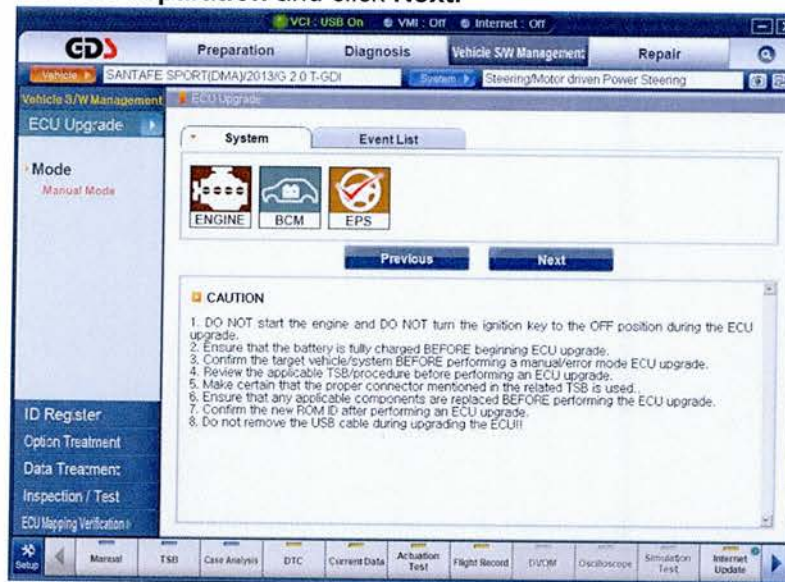 and click Next.
VCI : USB On VMI : Off Internet : Off
GDS Preparation Diagnosis Vehicle S/W Management Repair
Vehicle SANTAFE SPORT(DMA)/2013/G 2.0 T-GDI System Steering/Motor driven Power Steering
Vehicle S/W Management ECU Upgrade
ECU Upgrade
System Event List
Mode
Manual Mode
ENGINE BCM EPS
Previous Next
CAUTION
1. DO NOT start the engine and DO NOT turn the ignition key to the OFF position during the ECU
upgrade.
2. Ensure that the battery is fully charged BEFORE beginning ECU upgrade.
3. Confirm the target vehicle/system BEFORE performing a manual/error mode ECU upgrade.
4. Review the applicable TSB/procedure before performing an ECU upgrade.
5. Make certain that the proper connector mentioned in the related TSB is used..
6. Ensure that any applicable components are replaced BEFORE performing the ECU upgrade.
7. Confirm the new ROM ID after performing an ECU upgrade.
8. Do not remove the USB cable during upgrading the ECU!!
ID Register
Option Treatment
Data Treatment
Inspection / Test
ECU Mapping Verification
Setup Manual TSB Case Analysis DTC Current Data Actuation Test Flight Record DVOM Oscilloscope Simulation Test Internet Update